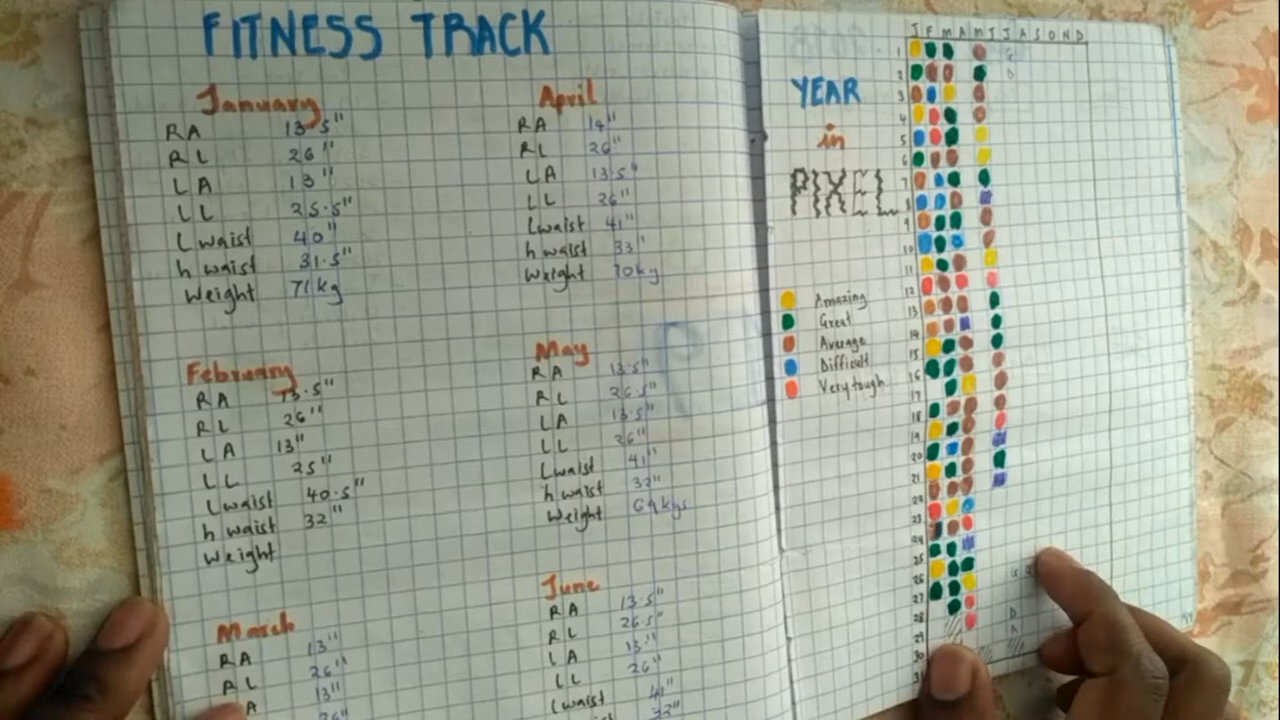 FITNESS TRACK
January
RA 13.5"
RL 26"
LA 13"
LL 25.5"
L waist 40"
h waist 31.5"
Weight 71kg
February
RA 13.5"
RL 26"
LA 13"
LL 25"
L waist 40.5"
h waist 32"
Weight
March
RA 13"
RL 26"
A 13"
26"
April
RA 14"
RL 26"
LA 13.5"
LL 26"
L waist 41"
h waist 33"
Weight 70kg
May
RA 13.5"
RL 26.5"
LA 13.5"
LL 26"
L waist 41"
h waist 32"
Weight 69kgs
June
RA 13.5"
RL 26.5"
LA 13.5"
LL 26"
L waist 41"
32"
YEAR
in
PIXEL
Amazing
Great
Average
Difficult
Very tough
J F M A M J J A S O N D
1
2
3
4
5
6
7
8
9
10
11
12
13
14
15
16
17
18
19
20
21
22
23
24
25
26
27
28
29
30